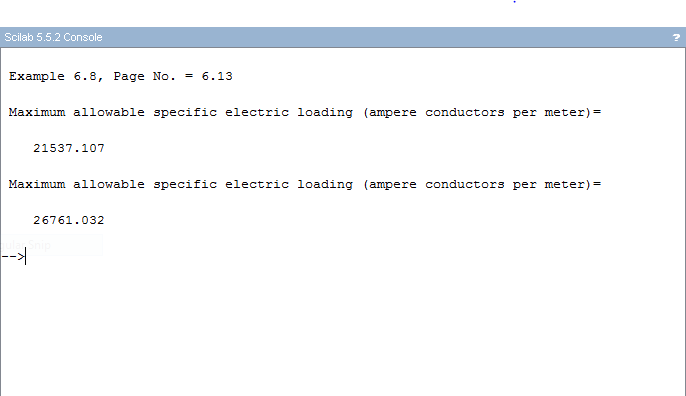 Scilab 5.5.2 Console ?
Example 6.8, Page No. = 6.13
Maximum allowable specific electric loading (ampere conductors per meter)=
21537.107
Maximum allowable specific electric loading (ampere conductors per meter)=
26761.032
-->